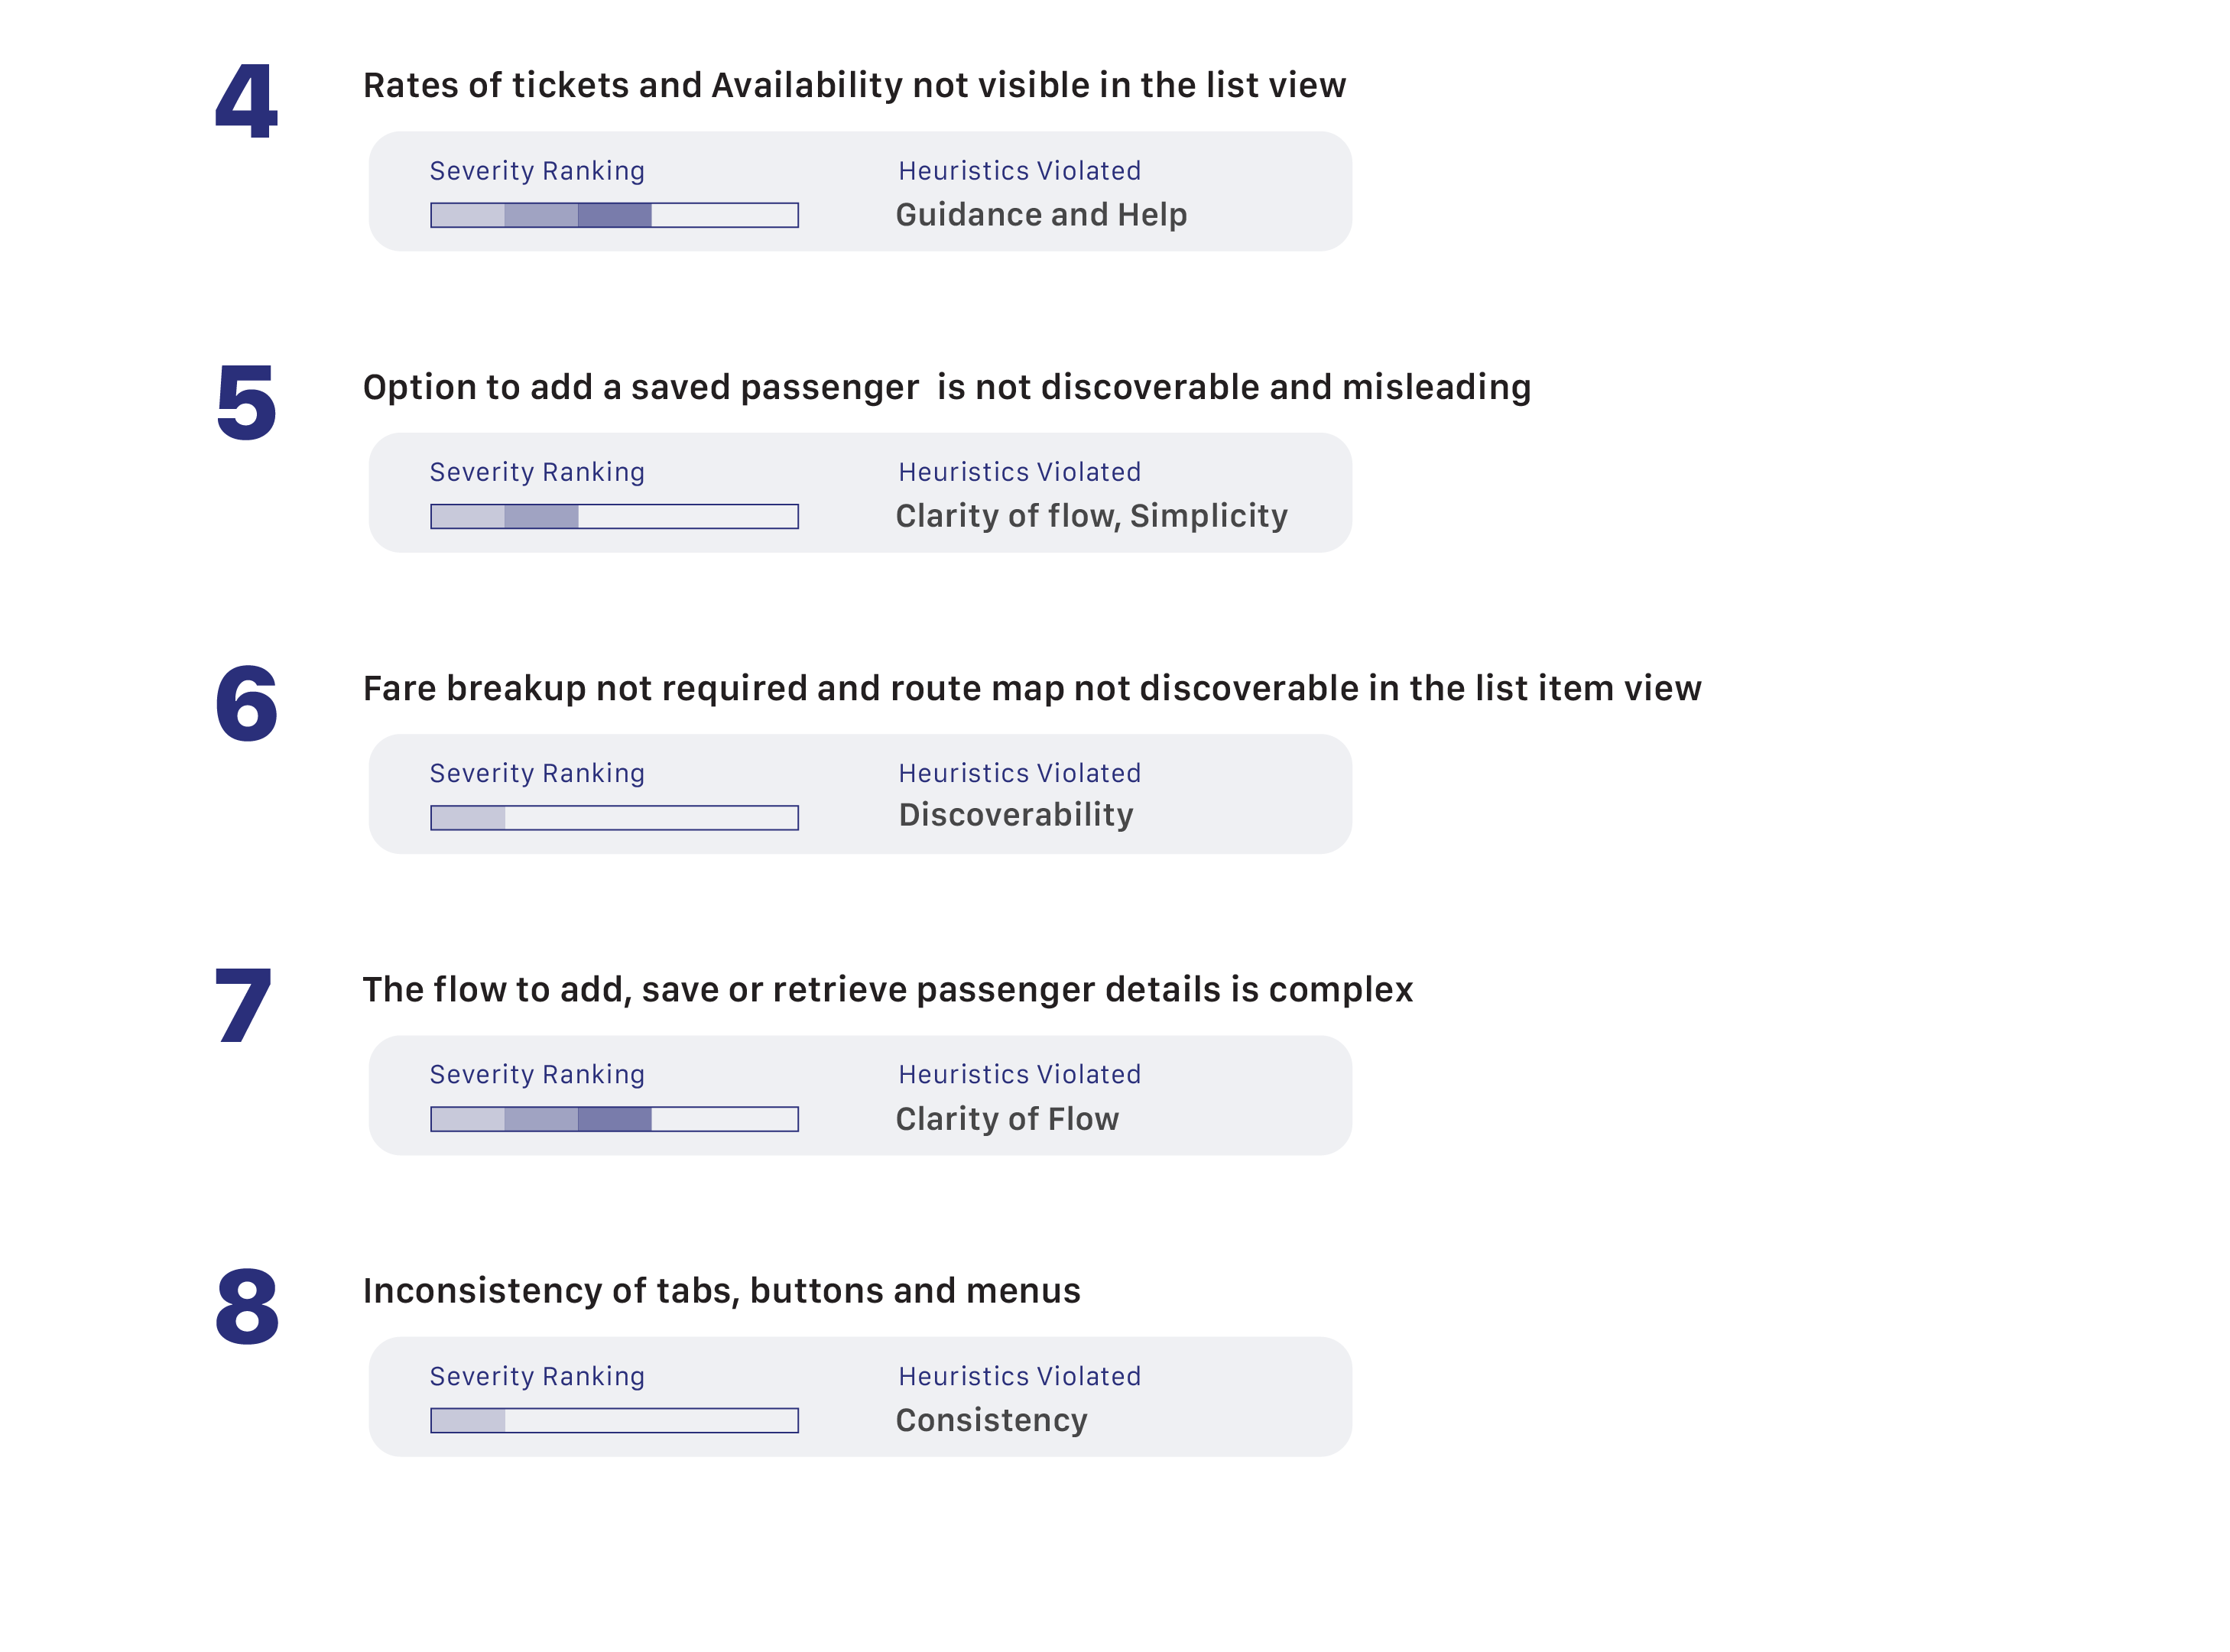 4
Rates of tickets and Availability not visible in the list view
Severity Ranking
Heuristics Violated
Guidance and Help
5
Option to add a saved passenger  is not discoverable and misleading
Severity Ranking
Heuristics Violated
Clarity of flow, Simplicity
6
Fare breakup not required and route map not discoverable in the list item view
Severity Ranking
Heuristics Violated
Discoverability
7
The flow to add, save or retrieve passenger details is complex
Severity Ranking
Heuristics Violated
Clarity of Flow
8
Inconsistency of tabs, buttons and menus
Severity Ranking
Heuristics Violated
Consistency